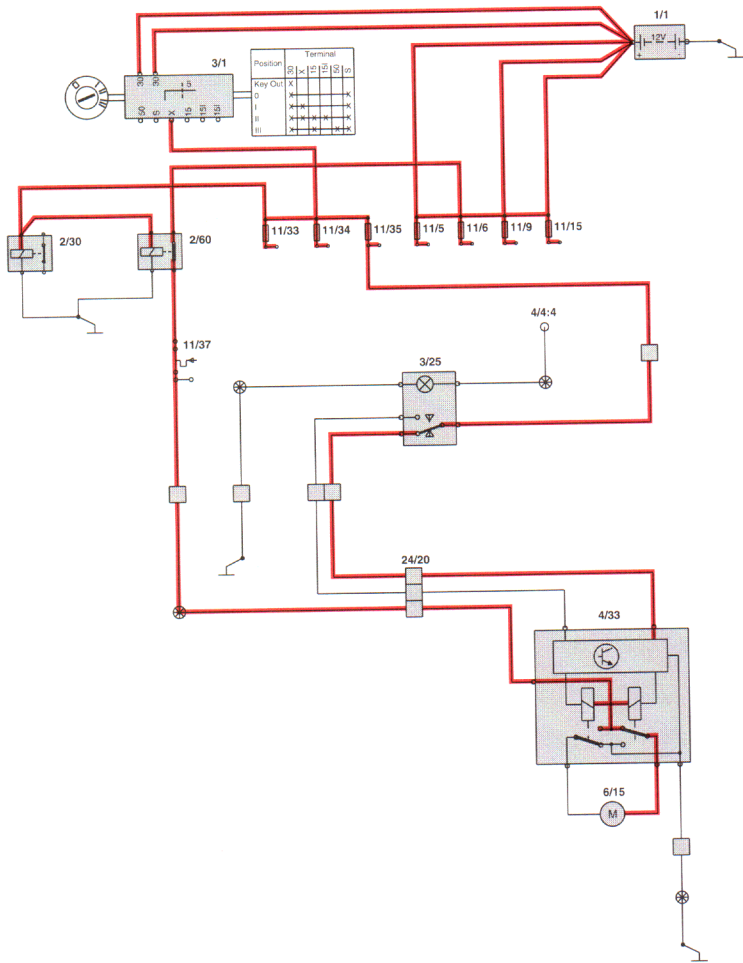 1/1
12V
+ -
3/1
30
30
S
50
S
X
15
15I
15I
Terminal
Position
30
X
15
15I
50
S
Key Out X
0 X X
I X X X
II X X X X X
III X X X X
2/30
2/60
11/33
11/34
11/35
11/5
11/6
11/9
11/15
11/37
4/4:4
3/25
24/20
4/33
6/15
M